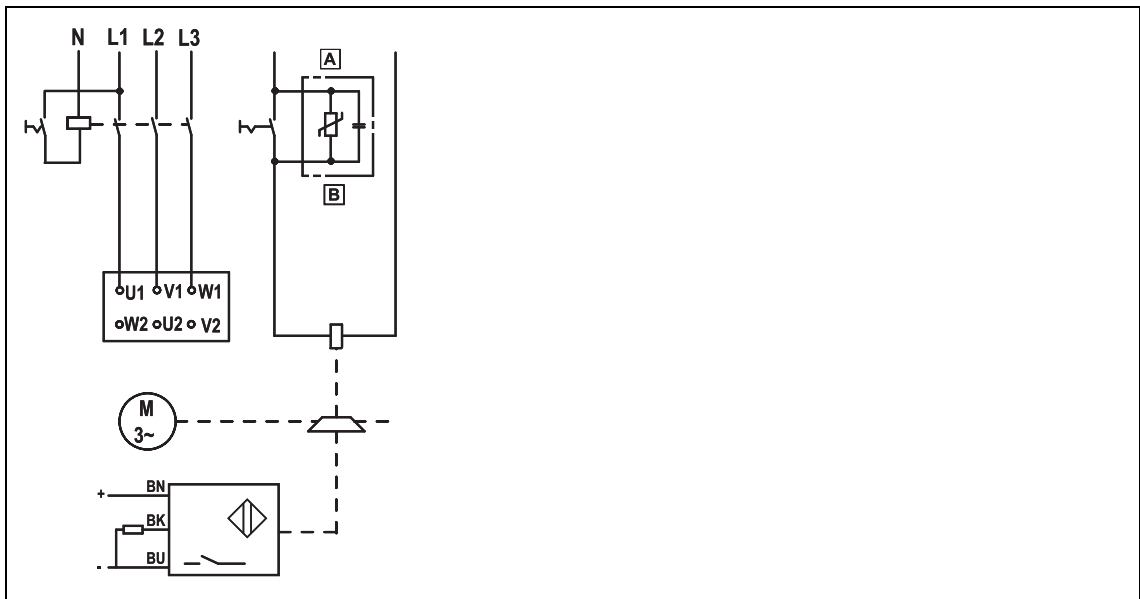 N L1 L2 L3
A
B
U1 V1 W1
W2 U2 V2
M
3~
+ BN
BK
- BU